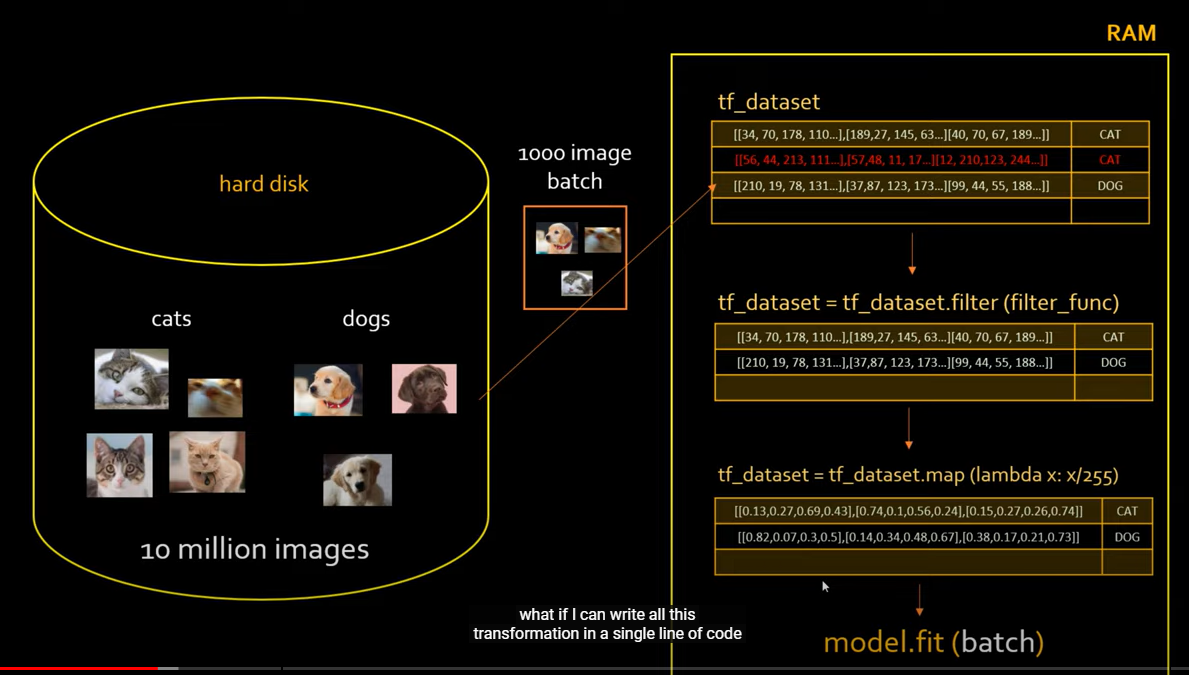 RAM
hard disk
cats
dogs
10 million images
1000 image
batch
tf_dataset
[[34, 70, 178, 110...],[189,27, 145, 63...][40, 70, 67, 189...]] CAT
[[56, 44, 213, 111...],[57,48, 11, 17...][12, 210,123, 244...]] CAT
[[210, 19, 78, 131...],[37,87, 123, 173...][99, 44, 55, 188...]] DOG
tf_dataset = tf_dataset.filter (filter_func)
[[34, 70, 178, 110...],[189,27, 145, 63...][40, 70, 67, 189...]] CAT
[[210, 19, 78, 131...],[37,87, 123, 173...][99, 44, 55, 188...]] DOG
tf_dataset = tf_dataset.map (lambda x: x/255)
[[0.13,0.27,0.69,0.43],[0.74,0.1,0.56,0.24],[0.15,0.27,0.26,0.74]] CAT
[[0.82,0.07,0.3,0.5],[0.14,0.34,0.48,0.67],[0.38,0.17,0.21,0.73]] DOG
model.fit (batch)
what if I can write all this
transformation in a single line of code